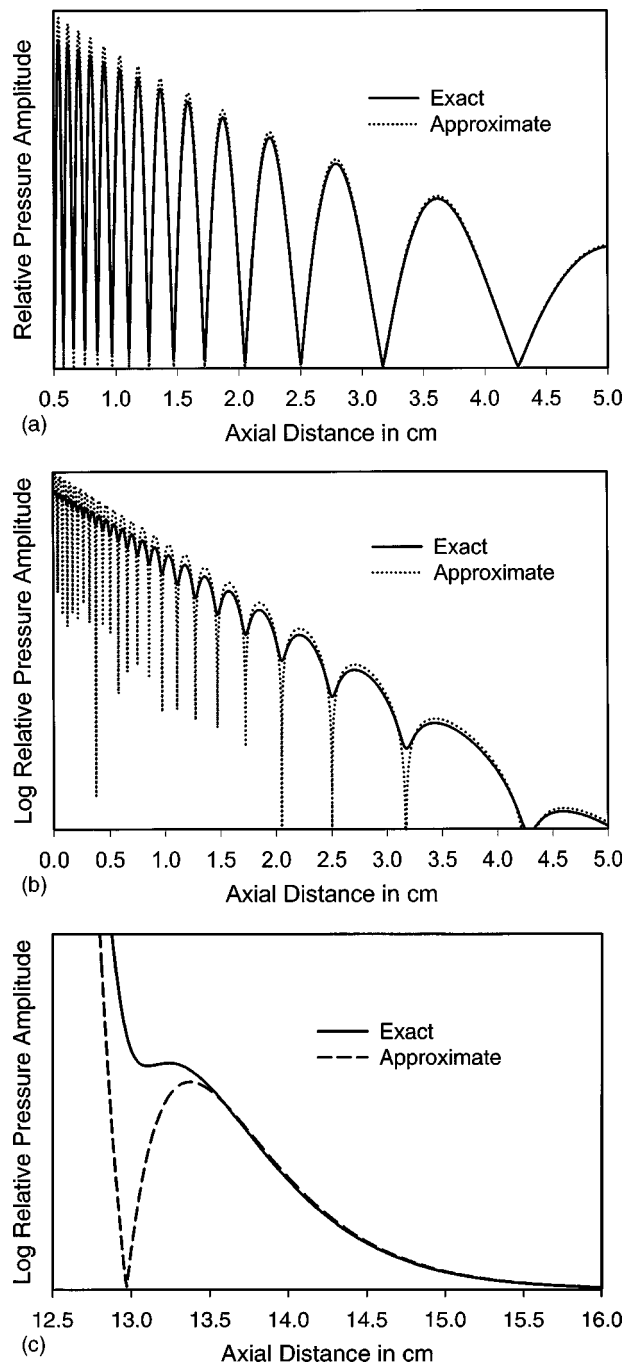 Relative Pressure Amplitude
Exact
Approximate
0.5 1.0 1.5 2.0 2.5 3.0 3.5 4.0 4.5 5.0
(a)
Axial Distance in cm
Log Relative Pressure Amplitude
Exact
Approximate
0.0 0.5 1.0 1.5 2.0 2.5 3.0 3.5 4.0 4.5 5.0
(b)
Axial Distance in cm
Log Relative Pressure Amplitude
Exact
Approximate
12.5 13.0 13.5 14.0 14.5 15.0 15.5 16.0
(c)
Axial Distance in cm